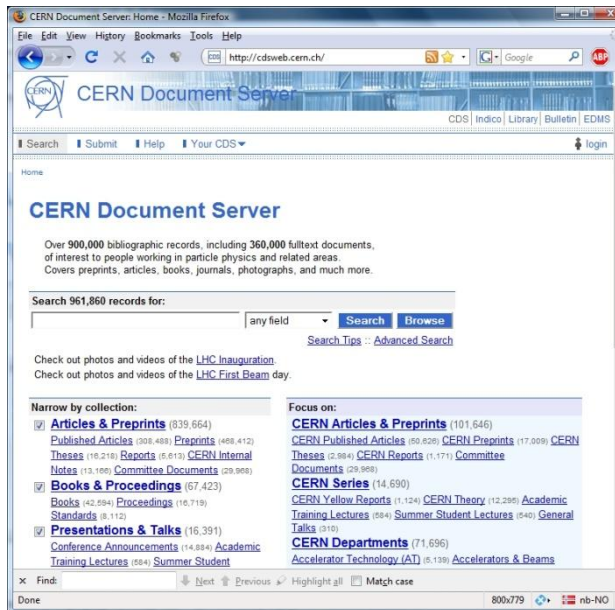 CERN Document Server: Home - Mozilla Firefox
File Edit View History Bookmarks Tools Help
CDS http://cdsweb.cern.ch/ Google ABP
CERN CERN Document Server
CDS | Indico | Library | Bulletin | EDMS
Search Submit Help Your CDS login
Home
CERN Document Server
Over 900,000 bibliographic records, including 360,000 fulltext documents,
of interest to people working in particle physics and related areas.
Covers preprints, articles, books, journals, photographs, and much more.
Search 961,860 records for:
any field Search Browse
Search Tips :: Advanced Search
Check out photos and videos of the LHC Inauguration.
Check out photos and videos of the LHC First Beam day.
Narrow by collection:
Articles & Preprints (839,664)
Published Articles (308,488) Preprints (468,412)
Theses (16,218) Reports (5,613) CERN Internal
Notes (13,166) Committee Documents (29,968)
Books & Proceedings (67,423)
Books (42,594) Proceedings (16,719)
Standards (8,112)
Presentations & Talks (16,391)
Conference Announcements (14,884) Academic
Training Lectures (584) Summer Student
Focus on:
CERN Articles & Preprints (101,646)
CERN Published Articles (50,626) CERN Preprints (17,009) CERN
Theses (2,984) CERN Reports (1,171) Committee
Documents (29,968)
CERN Series (14,690)
CERN Yellow Reports (1,124) CERN Theory (12,295) Academic
Training Lectures (584) Summer Student Lectures (540) General
Talks (310)
CERN Departments (71,696)
Accelerator Technology (AT) (5,139) Accelerators & Beams
Find: Next Previous Highlight all Match case
Done 800x779 nb-NO